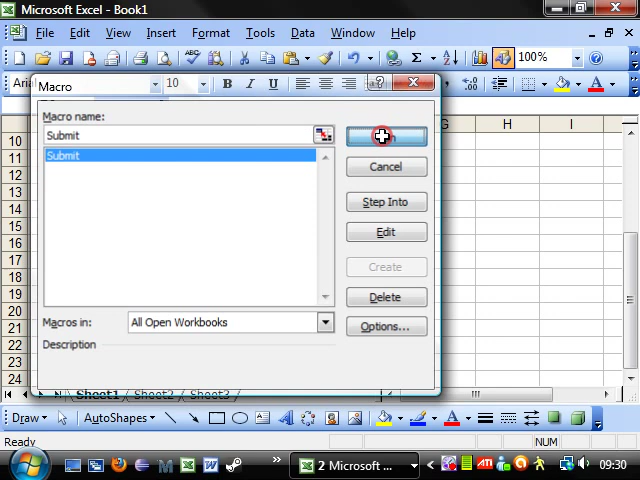 Microsoft Excel - Book1
File Edit View Insert Format Tools Data Window Help
100%
10 B I U
Macro
Macro name:
Submit
Submit
Cancel
Step Into
Edit
Create
Delete
Options...
Macros in: All Open Workbooks
Description
G H I
10
11
12
13
14
15
16
17
18
19
20
21
22
23
24
Sheet1 / Sheet2 / Sheet3 /
Draw AutoShapes
Ready NUM
2 Microsoft ... 09:30